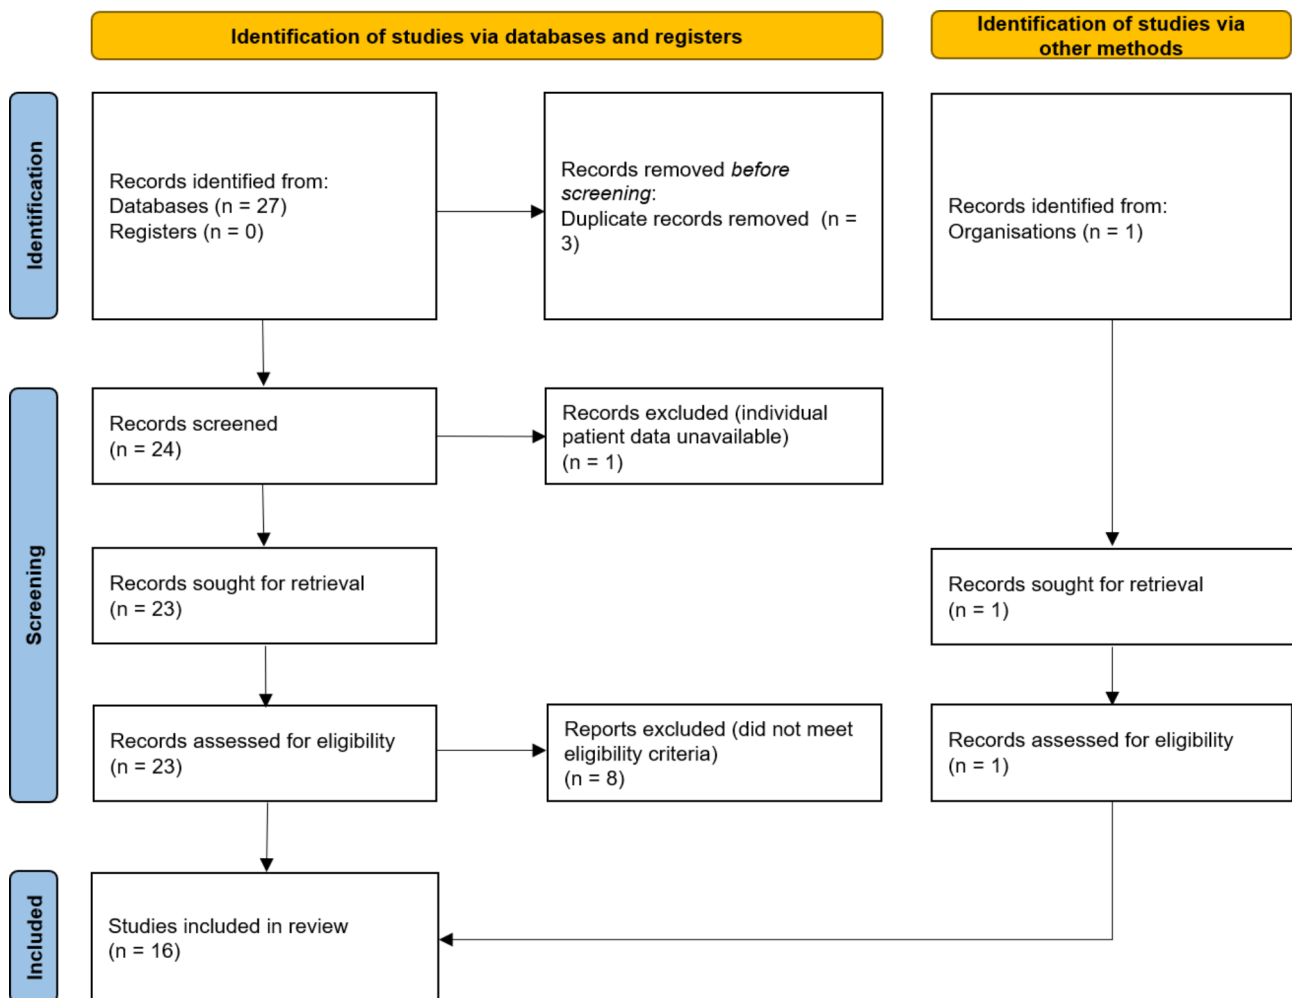 Identification of studies via databases and registers
Identification of studies via
other methods
Identification
Records identified from:
Databases (n = 27)
Registers (n = 0)
Records removed before
screening:
Duplicate records removed  (n =
3)
Records identified from:
Organisations (n = 1)
Screening
Records screened
(n = 24)
Records excluded (individual
patient data unavailable)
(n = 1)
Records sought for retrieval
(n = 23)
Records sought for retrieval
(n = 1)
Records assessed for eligibility
(n = 23)
Reports excluded (did not meet
eligibility criteria)
(n = 8)
Records assessed for eligibility
(n = 1)
Included
Studies included in review
(n = 16)